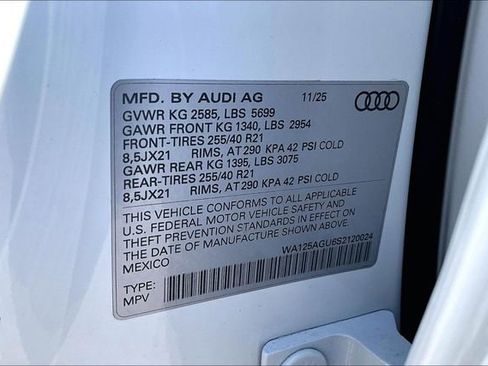 MFD. BY AUDI AG 11/25
GVWR KG 2585, LBS 5699
GAWR FRONT KG 1340, LBS 2954
FRONT-TIRES 255/40 R21
8,5JX21 RIMS, AT 290 KPA 42 PSI COLD
GAWR REAR KG 1395, LBS 3075
REAR-TIRES 255/40 R21
8,5JX21 RIMS, AT 290 KPA 42 PSI COLD
THIS VEHICLE CONFORMS TO ALL APPLICABLE
U.S. FEDERAL MOTOR VEHICLE SAFETY AND
THEFT PREVENTION STANDARDS IN EFFECT ON
THE DATE OF MANUFACTURE SHOWN ABOVE.
MEXICO WA125AGU6S2120024
TYPE:
MPV